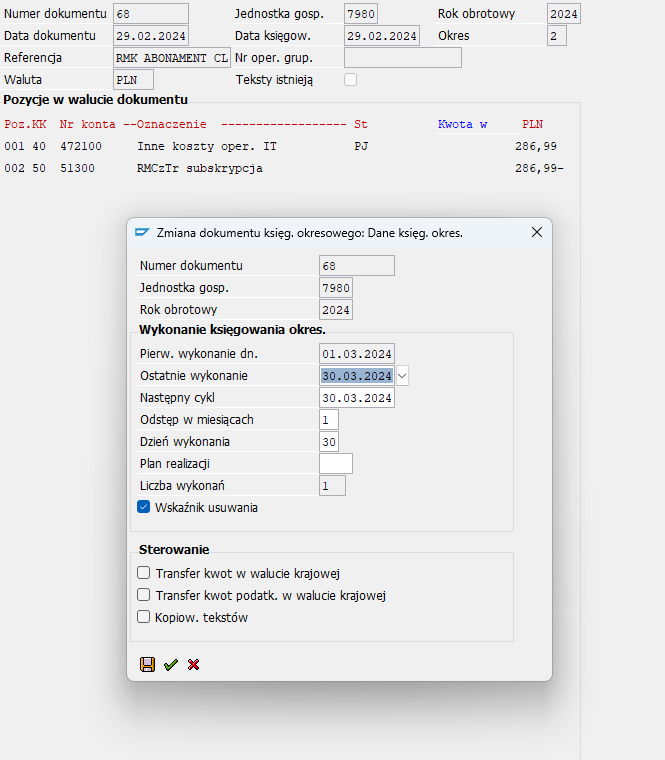 Numer dokumentu 68 Jednostka gosp. 7980 Rok obrotowy 2024
Data dokumentu 29.02.2024 Data księgow. 29.02.2024 Okres 2
Referencja RMK ABONAMENT CL Nr oper. grup.
Waluta PLN Teksty istnieją
Pozycje w walucie dokumentu
Poz.KK Nr konta --Oznaczenie ------------------ St Kwota w PLN
001 40 472100 Inne koszty oper. IT PJ 286,99
002 50 51300 RMCzTr subskrypcja 286,99-
Zmiana dokumentu księg. okresowego: Dane księg. okres.
Numer dokumentu 68
Jednostka gosp. 7980
Rok obrotowy 2024
Wykonanie księgowania okres.
Pierw. wykonanie dn. 01.03.2024
Ostatnie wykonanie 30.03.2024
Następny cykl 30.03.2024
Odstęp w miesiącach 1
Dzień wykonania 30
Plan realizacji
Liczba wykonań 1
Wskaźnik usuwania
Sterowanie
Transfer kwot w walucie krajowej
Transfer kwot podatk. w walucie krajowej
Kopiow. tekstów